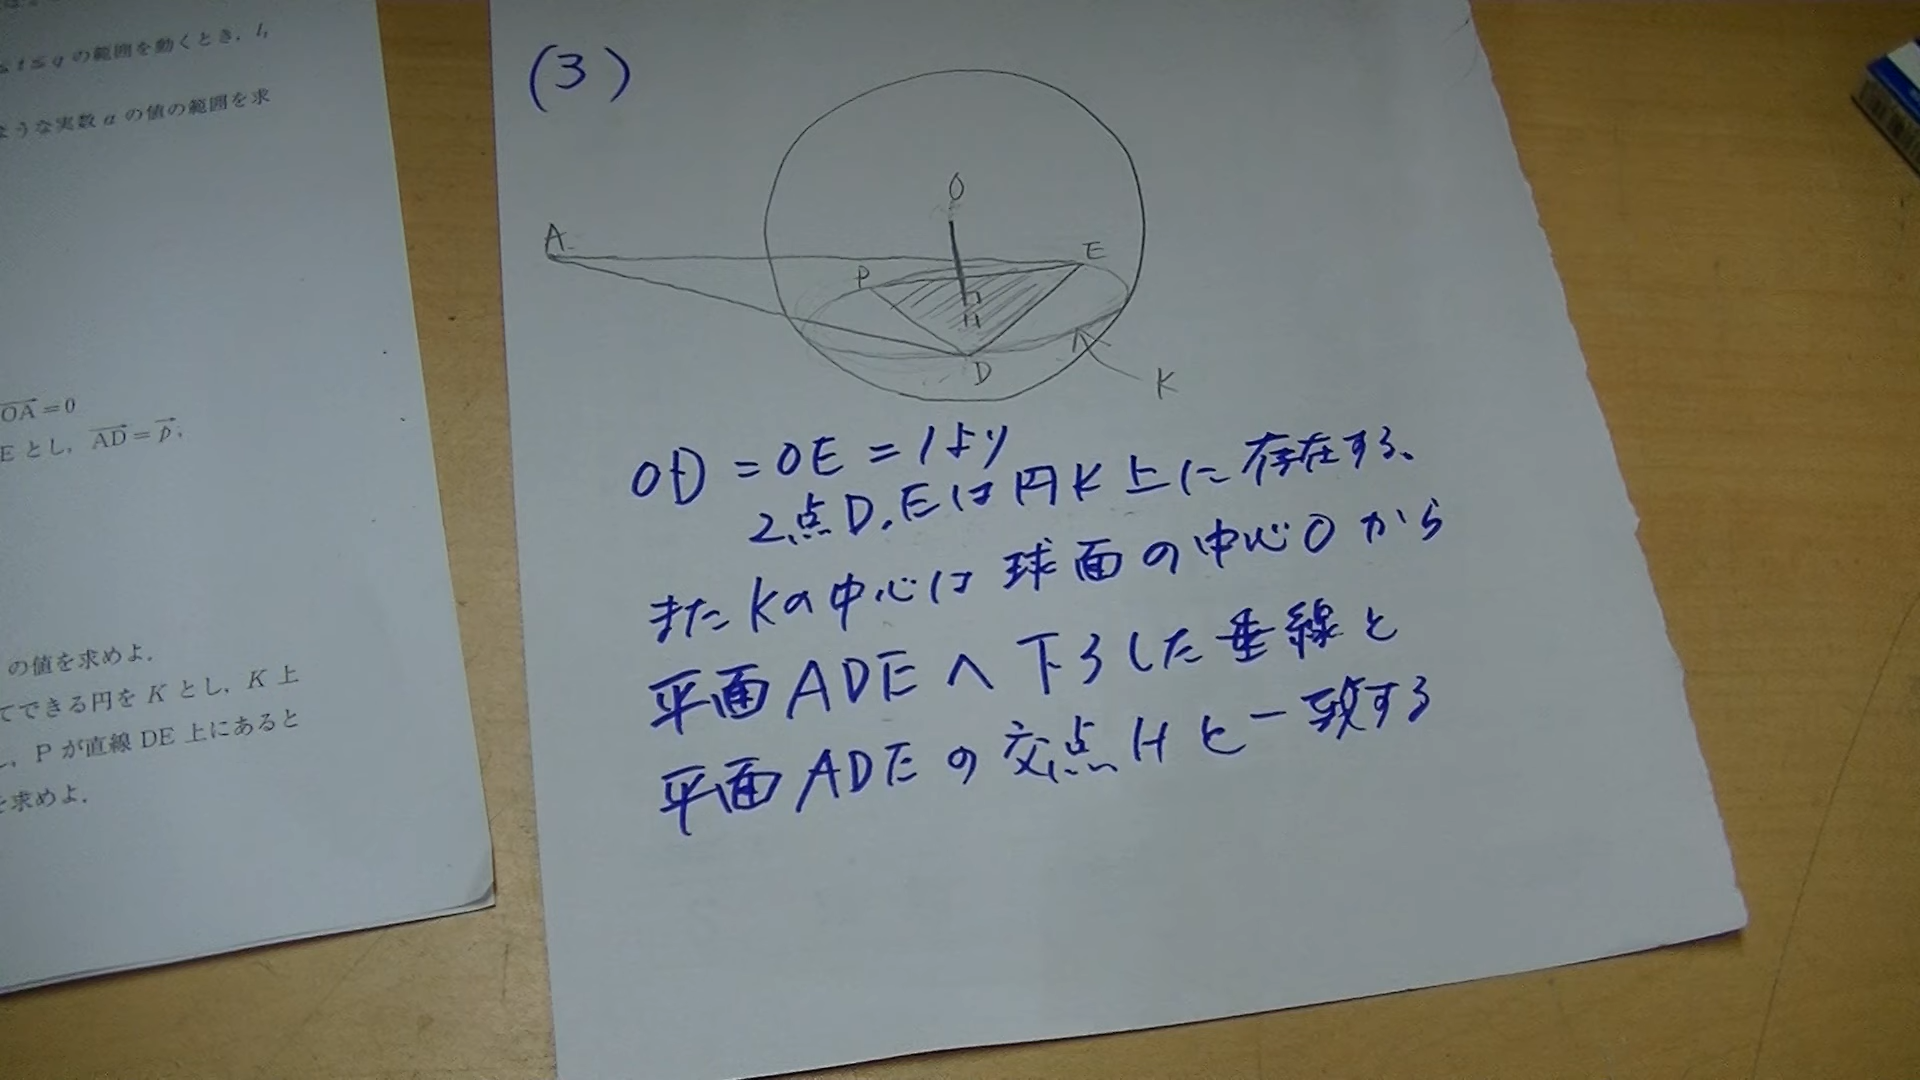 ≦t≦qの範囲を動くとき, l₁
ような実数 a の値の範囲を求
OA=0
E とし, AD=p,
の値を求めよ.
てできる円を K とし, K 上
, P が直線 DE 上にあると
を求めよ.
(3)
O
A
E
P
H
D
K
OD = OE = 1より
2点D,Eは円K上に存在する、
またKの中心は球面の中心Oから
平面ADEへ下ろした垂線と
平面ADEの交点Hと一致する